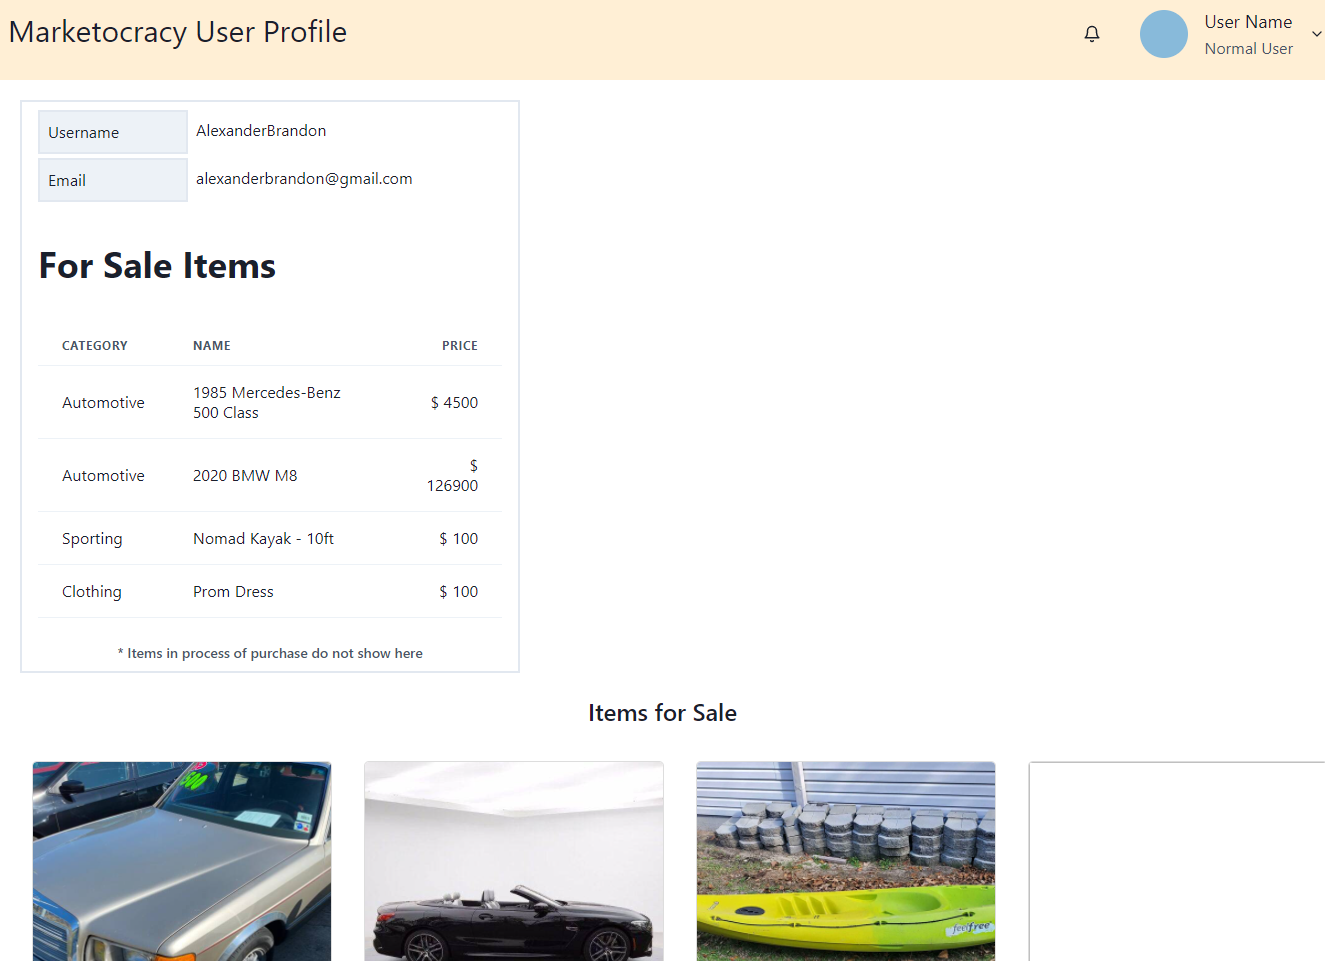 Marketocracy User Profile
User Name
Normal User
Username
AlexanderBrandon
Email
alexanderbrandon@gmail.com
For Sale Items
CATEGORY NAME PRICE
Automotive 1985 Mercedes-Benz
500 Class $ 4500
Automotive 2020 BMW M8 $
126900
Sporting Nomad Kayak - 10ft $ 100
Clothing Prom Dress $ 100
* Items in process of purchase do not show here
Items for Sale
500
feelfree